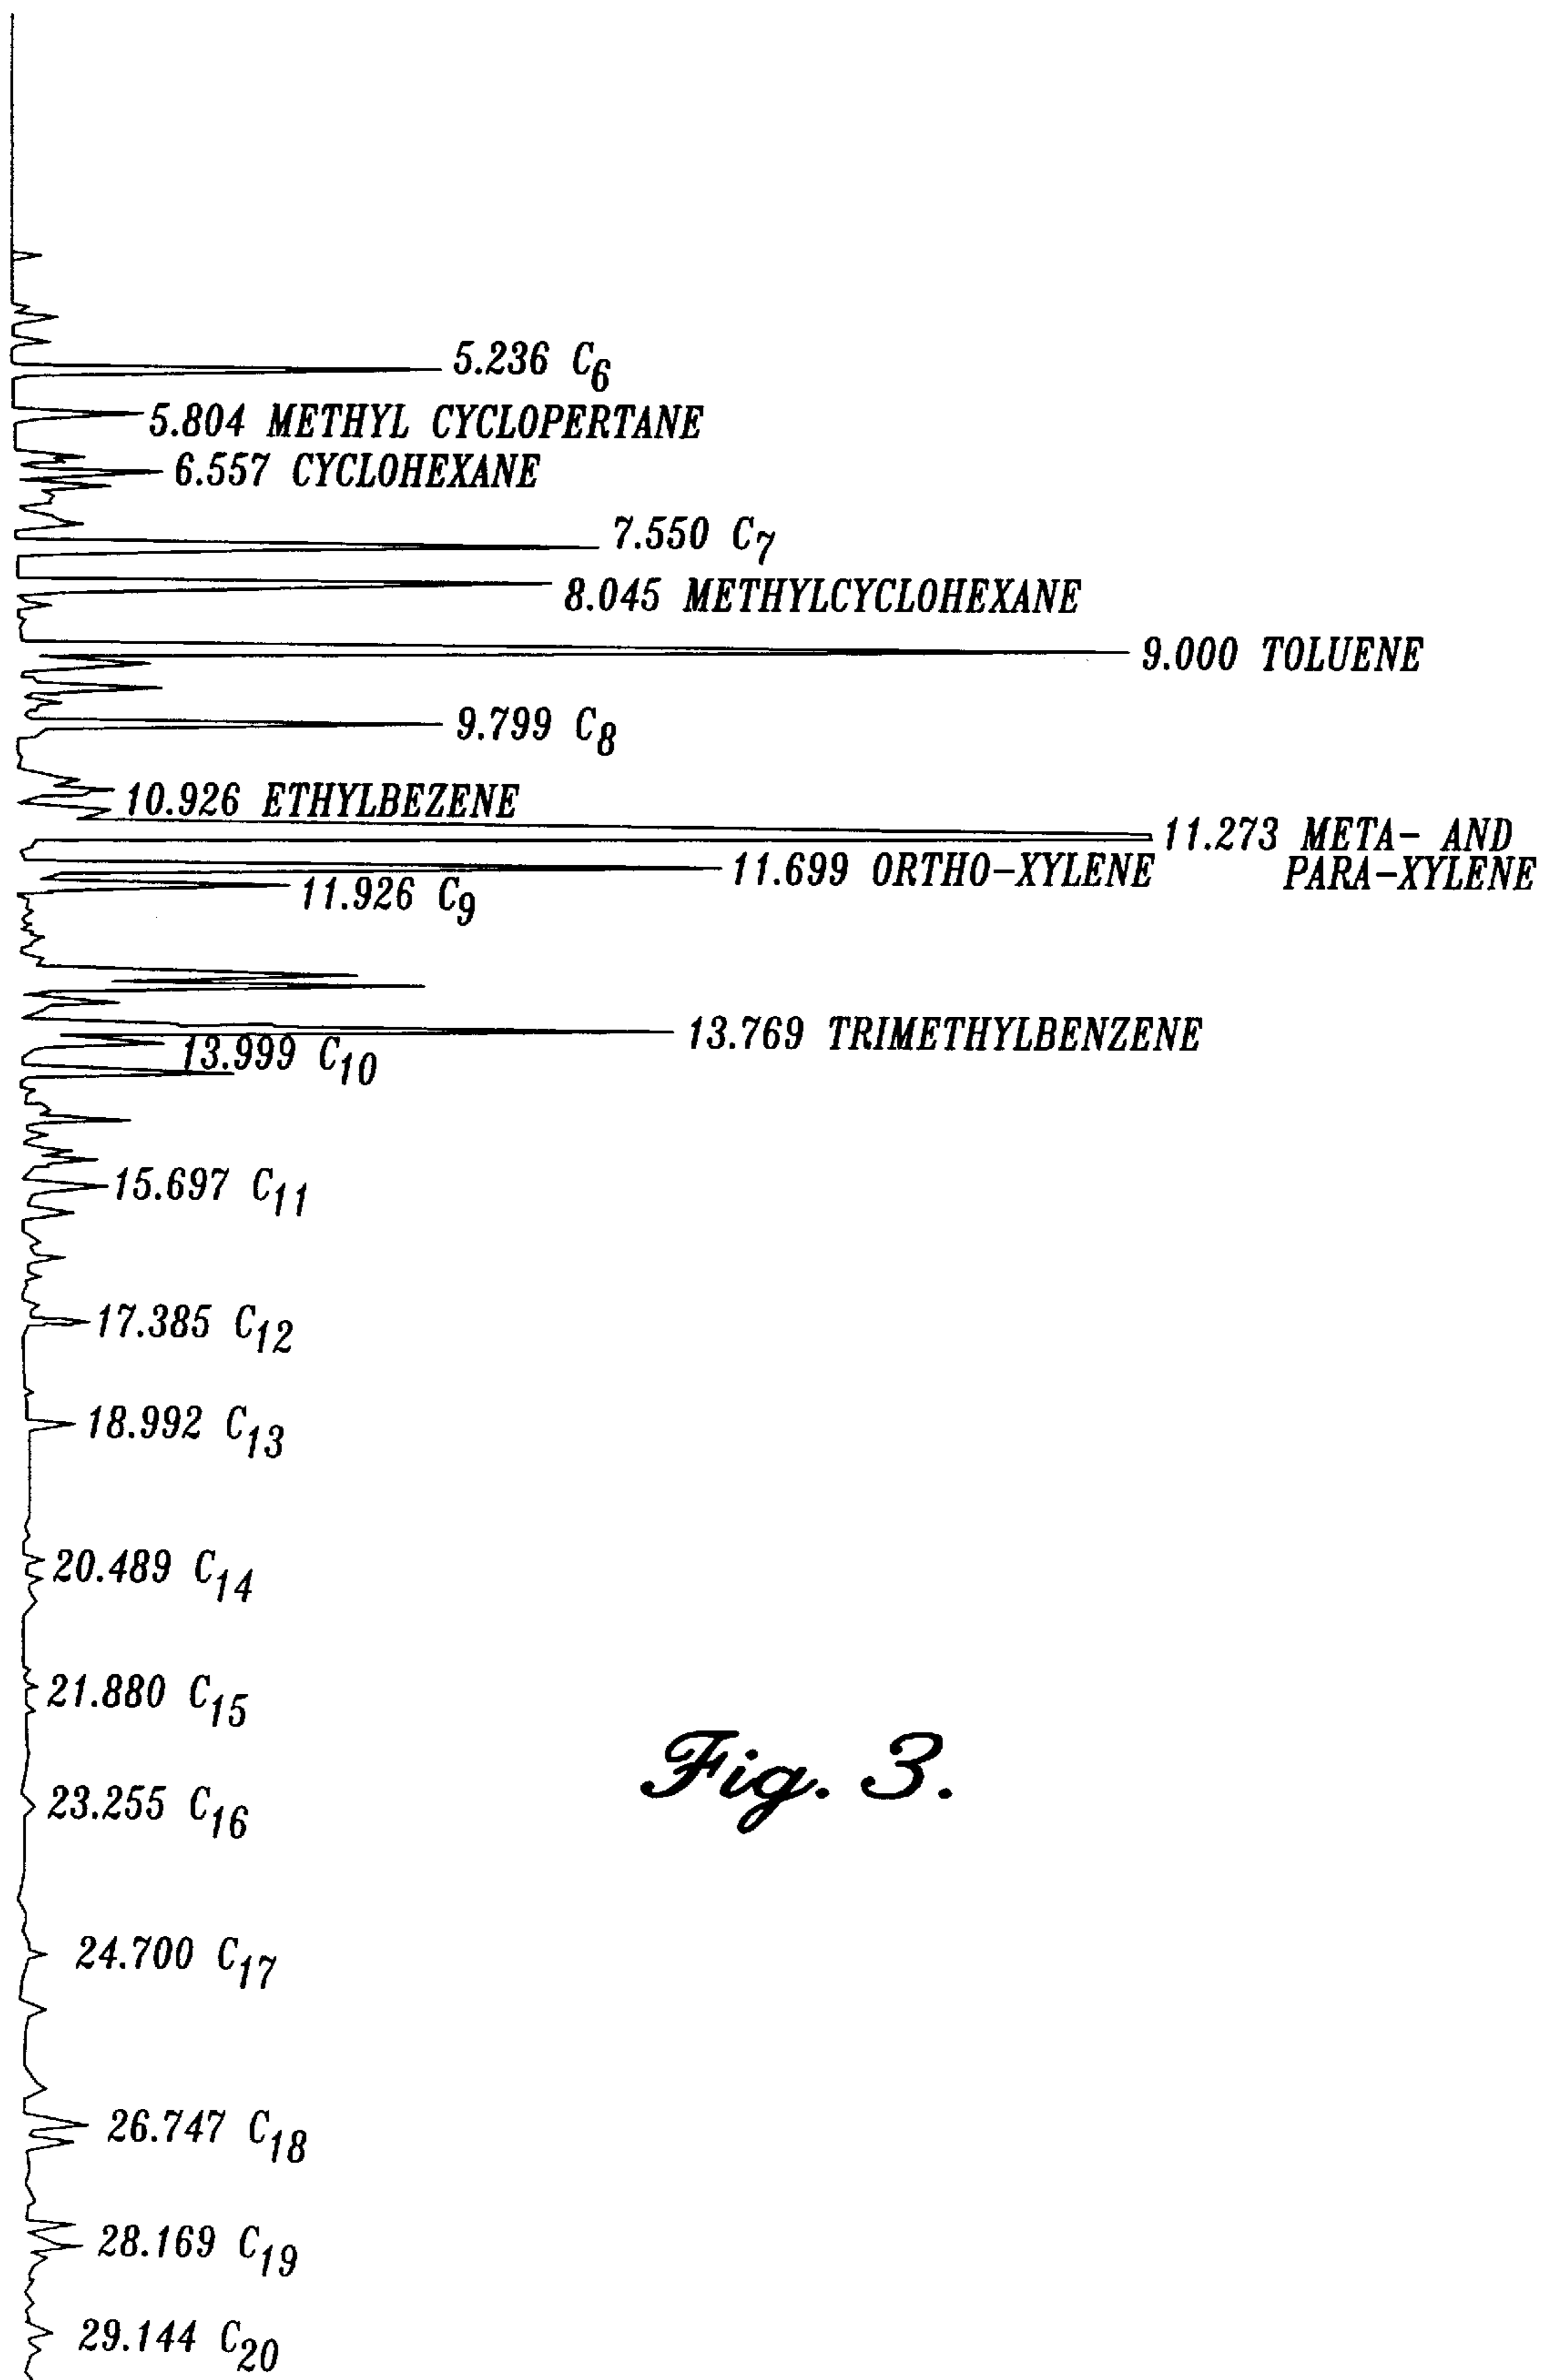 5.236 C6
5.804 METHYL CYCLOPERTANE
6.557 CYCLOHEXANE
7.550 C7
8.045 METHYLCYCLOHEXANE
9.000 TOLUENE
9.799 C8
10.926 ETHYLBEZENE
11.273 META- AND
PARA-XYLENE
11.699 ORTHO-XYLENE
11.926 C9
13.769 TRIMETHYLBENZENE
13.999 C10
15.697 C11
17.385 C12
18.992 C13
20.489 C14
21.880 C15
23.255 C16
24.700 C17
26.747 C18
28.169 C19
29.144 C20
Fig. 3.